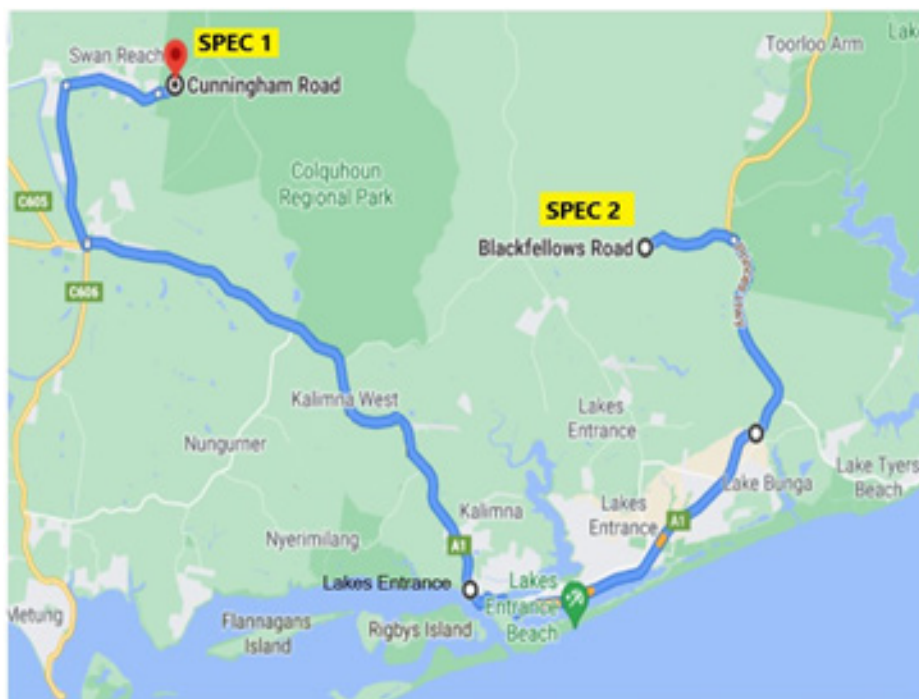 SPEC 1
Swan Reach
Cunningham Road
Toorloo Arm
Lake
Colquhoun
Regional Park
C605
SPEC 2
Blackfellows Road
C606
Kalimna West
Lakes
Entrance
Nungurner
Lake Tyers
Beach
Lake Bunga
Lakes
Entrance
A1
Kalimna
Nyerimilang
A1
Lakes Entrance
Lakes
Entrance
Beach
Metung
Flannagans
Island
Rigbys Island